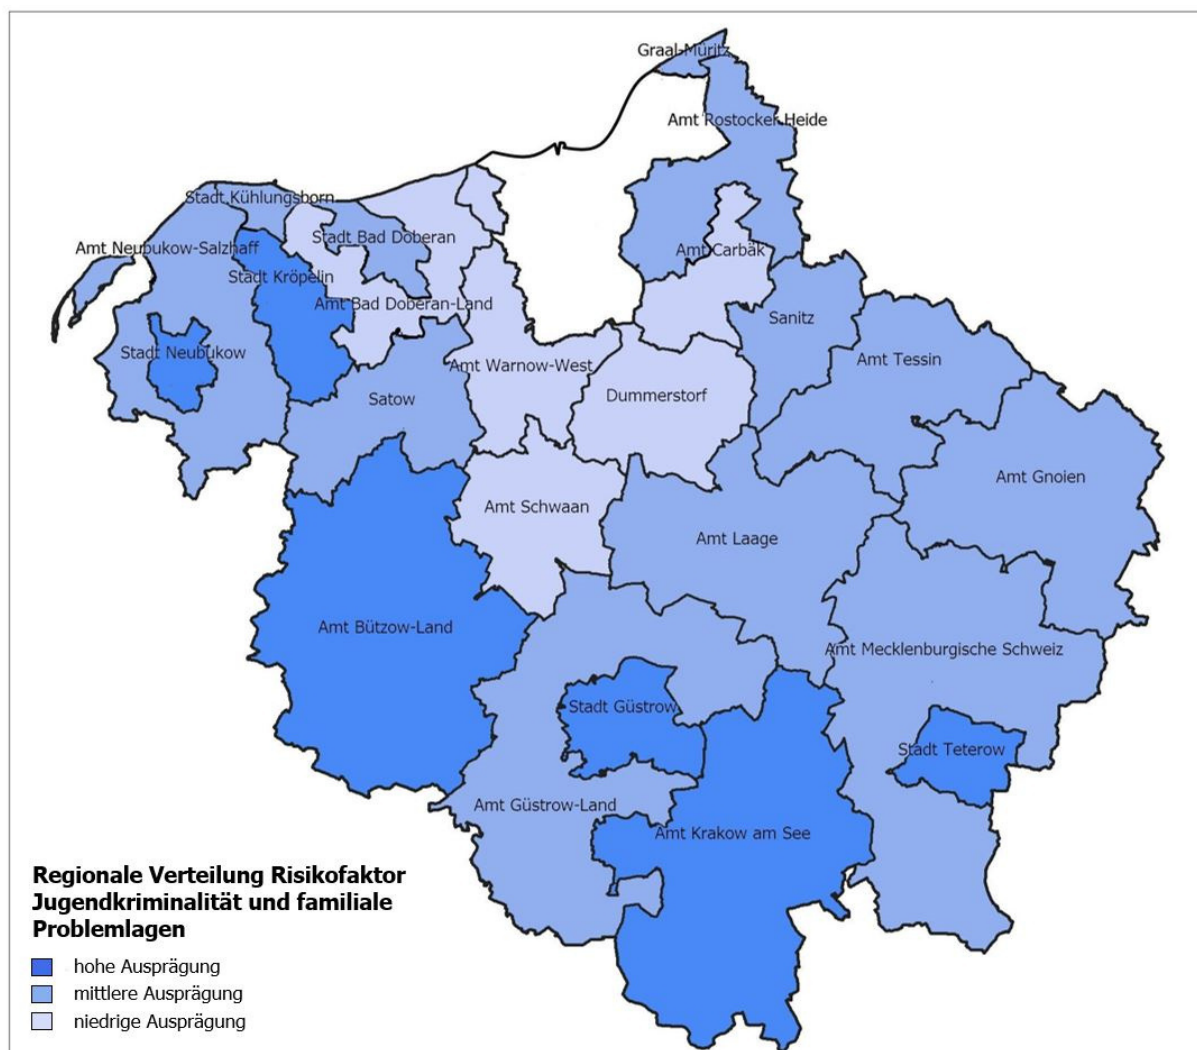 Graal-Müritz
Amt Rostocker Heide
Stadt Kühlungsborn
Stadt Bad Doberan
Amt Neubukow-Salzhaff
Amt Carbäk
Stadt Kröpelin
Amt Bad Doberan-Land
Sanitz
Stadt Neubukow
Amt Tessin
Amt Warnow-West
Satow
Dummerstorf
Amt Gnoien
Amt Schwaan
Amt Laage
Amt Bützow-Land
Amt Mecklenburgische Schweiz
Stadt Güstrow
Stadt Teterow
Amt Güstrow-Land
Amt Krakow am See
Regionale Verteilung Risikofaktor
Jugendkriminalität und familiale
Problemlagen
hohe Ausprägung
mittlere Ausprägung
niedrige Ausprägung